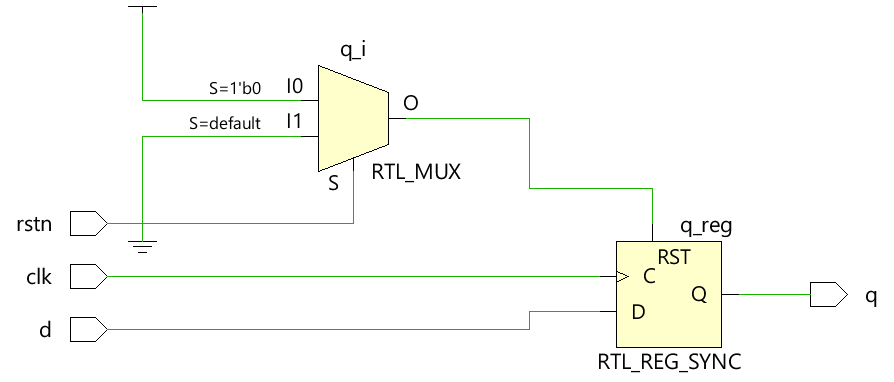 q_i
S=1'b0
I0
S=default
I1
O
S
RTL_MUX
rstn
q_reg
RST
clk
C
Q
q
d
D
RTL_REG_SYNC